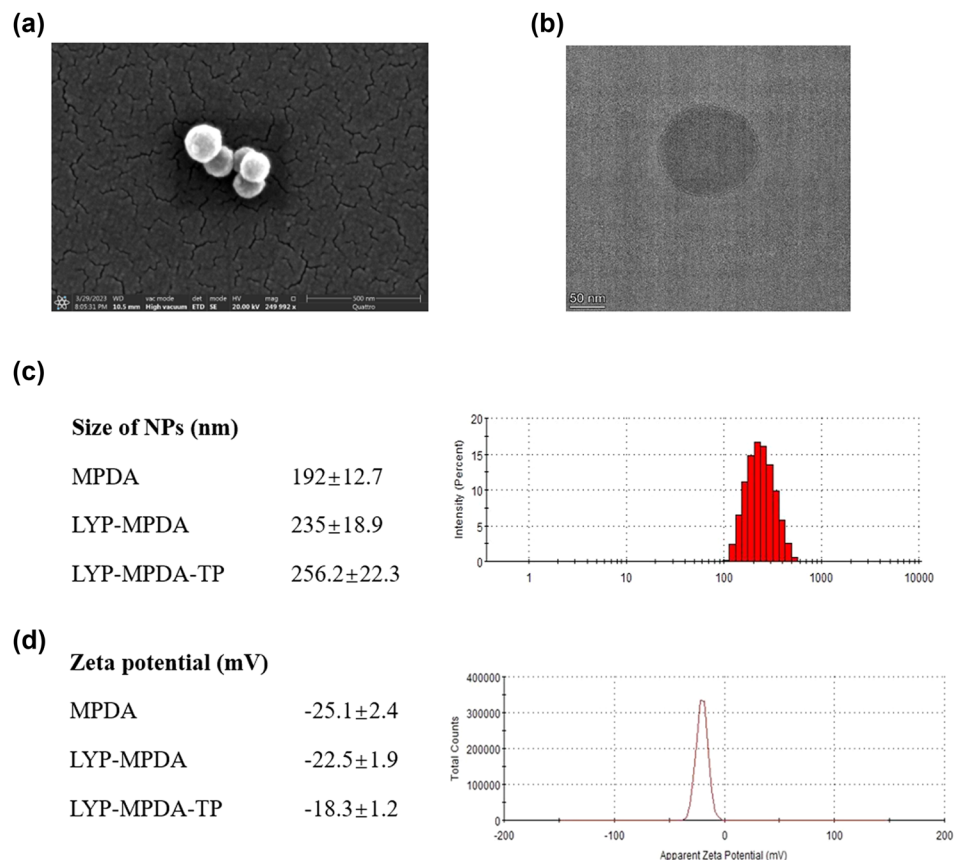 (a)
(b)
3/29/2023 WD vac mode det mode HV mag □ 500 nm
8:05:31 PM 10.5 mm High vacuum ETD SE 20.00 kV 249 992 x Quattro
50 nm
(c)
Size of NPs (nm)
MPDA 192±12.7
LYP-MPDA 235±18.9
LYP-MPDA-TP 256.2±22.3
Intensity (Percent)
20
15
10
5
0
1 10 100 1000 10000
(d)
Zeta potential (mV)
MPDA -25.1±2.4
LYP-MPDA -22.5±1.9
LYP-MPDA-TP -18.3±1.2
Total Counts
400000
300000
200000
100000
0
-200 -100 0 100 200
Apparent Zeta Potential (mV)